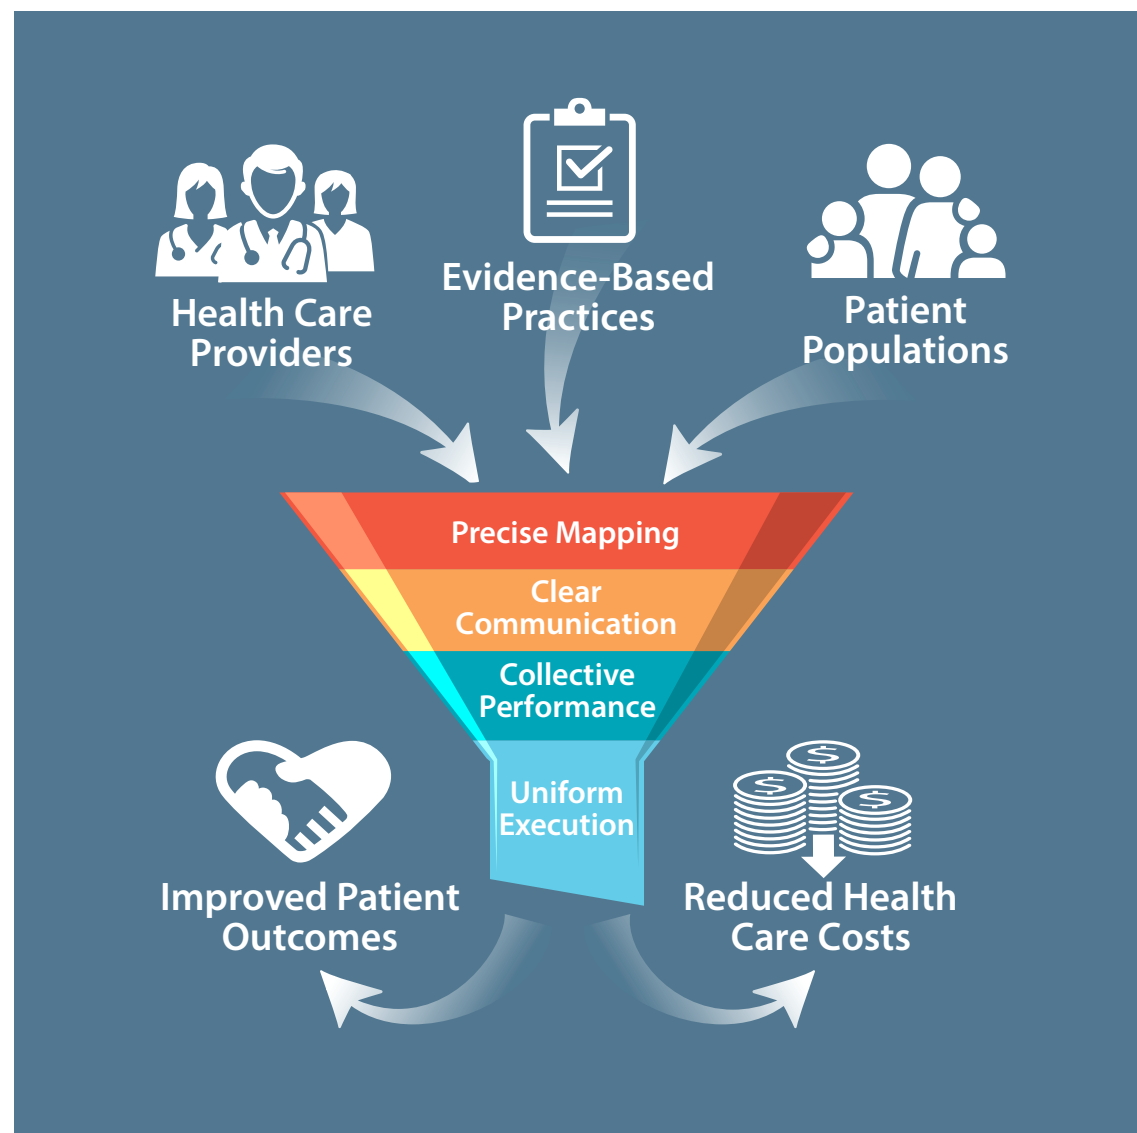 Health Care
Providers
Evidence-Based
Practices
Patient
Populations
Precise Mapping
Clear
Communication
Collective
Performance
Uniform
Execution
Improved Patient
Outcomes
$
$
$
Reduced Health
Care Costs